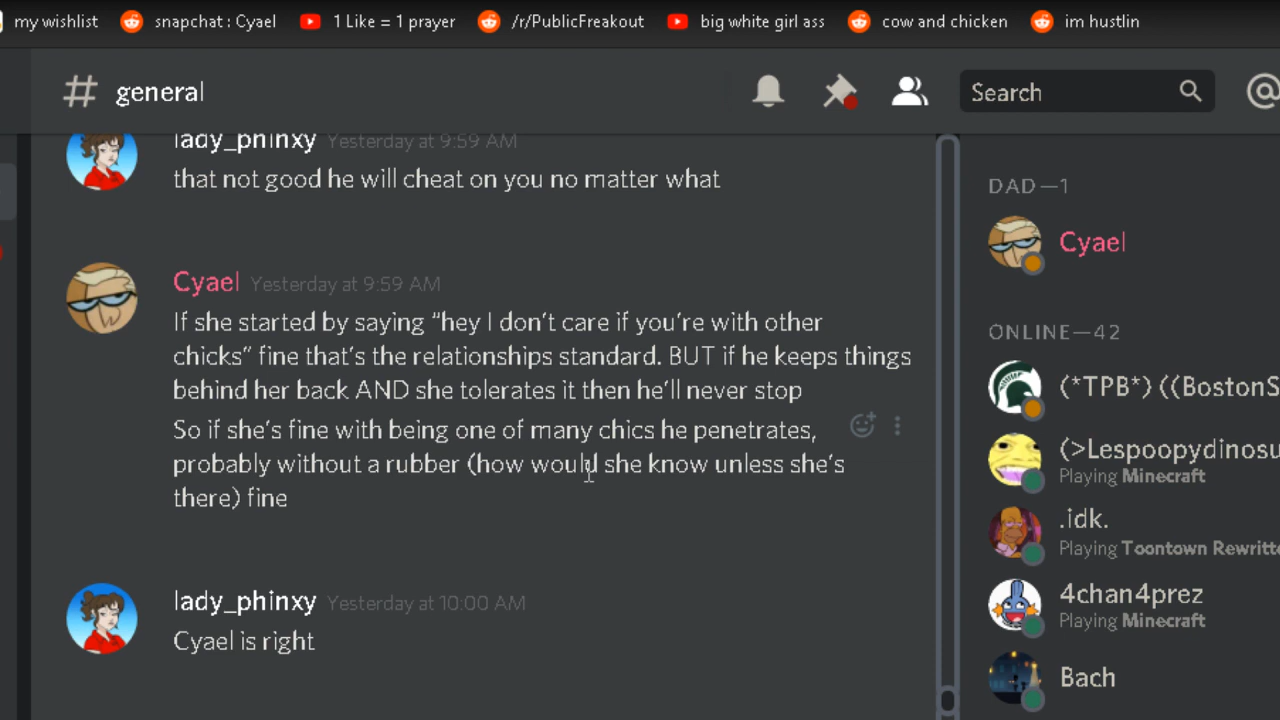 my wishlist
snapchat : Cyael
1 Like = 1 prayer
/r/PublicFreakout
big white girl ass
cow and chicken
im hustlin
# general
Search
@
lady_phinxy Yesterday at 9:59 AM
that not good he will cheat on you no matter what
Cyael Yesterday at 9:59 AM
If she started by saying “hey I don’t care if you’re with other
chicks” fine that’s the relationships standard. BUT if he keeps things
behind her back AND she tolerates it then he’ll never stop
So if she’s fine with being one of many chics he penetrates,
probably without a rubber (how would she know unless she’s
there) fine
lady_phinxy Yesterday at 10:00 AM
Cyael is right
DAD—1
Cyael
ONLINE—42
(*TPB*) ((BostonS
(>Lespoopydinosu
Playing Minecraft
.idk.
Playing Toontown Rewritte
4chan4prez
Playing Minecraft
Bach